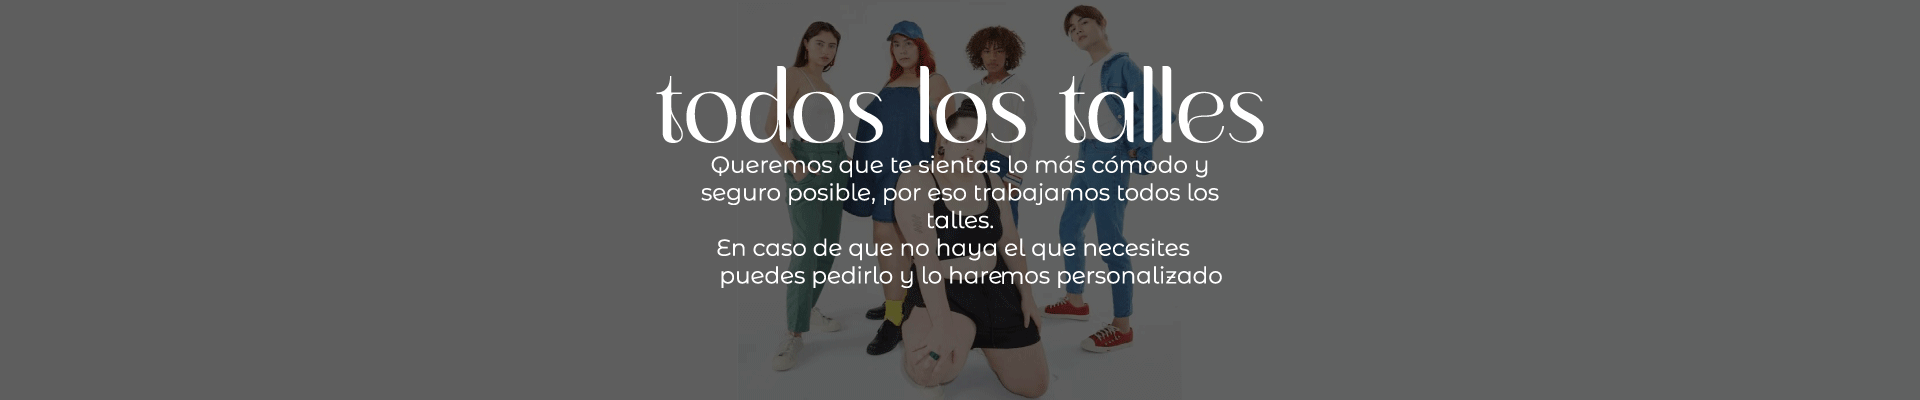 todos los talles
Queremos que te sientas lo más cómodo y
seguro posible, por eso trabajamos todos los
talles.
En caso de que no haya el que necesites
puedes pedirlo y lo haremos personalizado